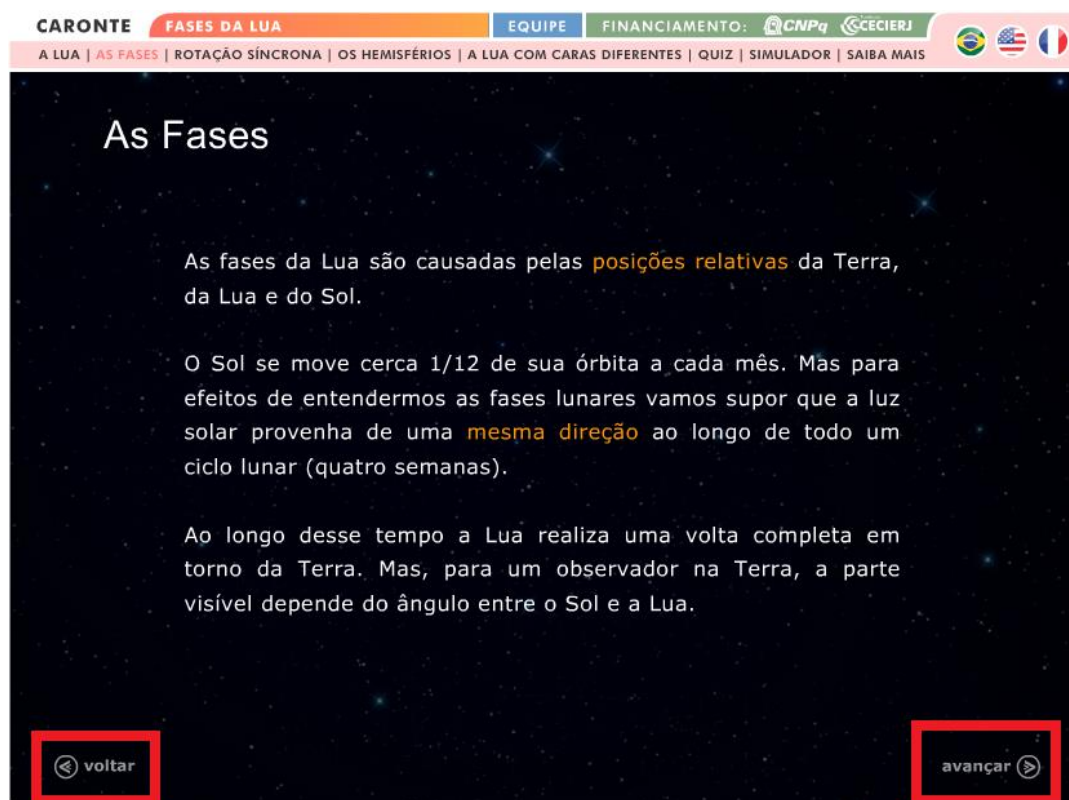 CARONTE FASES DA LUA EQUIPE FINANCIAMENTO: CNPq CECIERJ
A LUA | AS FASES | ROTAÇÃO SÍNCRONA | OS HEMISFÉRIOS | A LUA COM CARAS DIFERENTES | QUIZ | SIMULADOR | SAIBA MAIS
As Fases
As fases da Lua são causadas pelas posições relativas da Terra,
da Lua e do Sol.
O Sol se move cerca 1/12 de sua órbita a cada mês. Mas para
efeitos de entendermos as fases lunares vamos supor que a luz
solar provenha de uma mesma direção ao longo de todo um
ciclo lunar (quatro semanas).
Ao longo desse tempo a Lua realiza uma volta completa em
torno da Terra. Mas, para um observador na Terra, a parte
visível depende do ângulo entre o Sol e a Lua.
voltar avançar